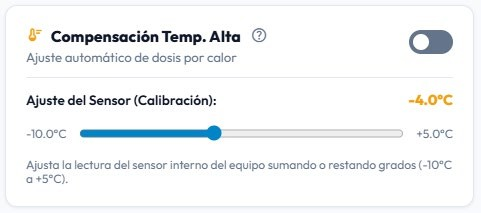 Compensación Temp. Alta
Ajuste automático de dosis por calor
Ajuste del Sensor (Calibración):
-4.0°C
-10.0°C
+5.0°C
Ajusta la lectura del sensor interno del equipo sumando o restando grados (-10°C
a +5°C).